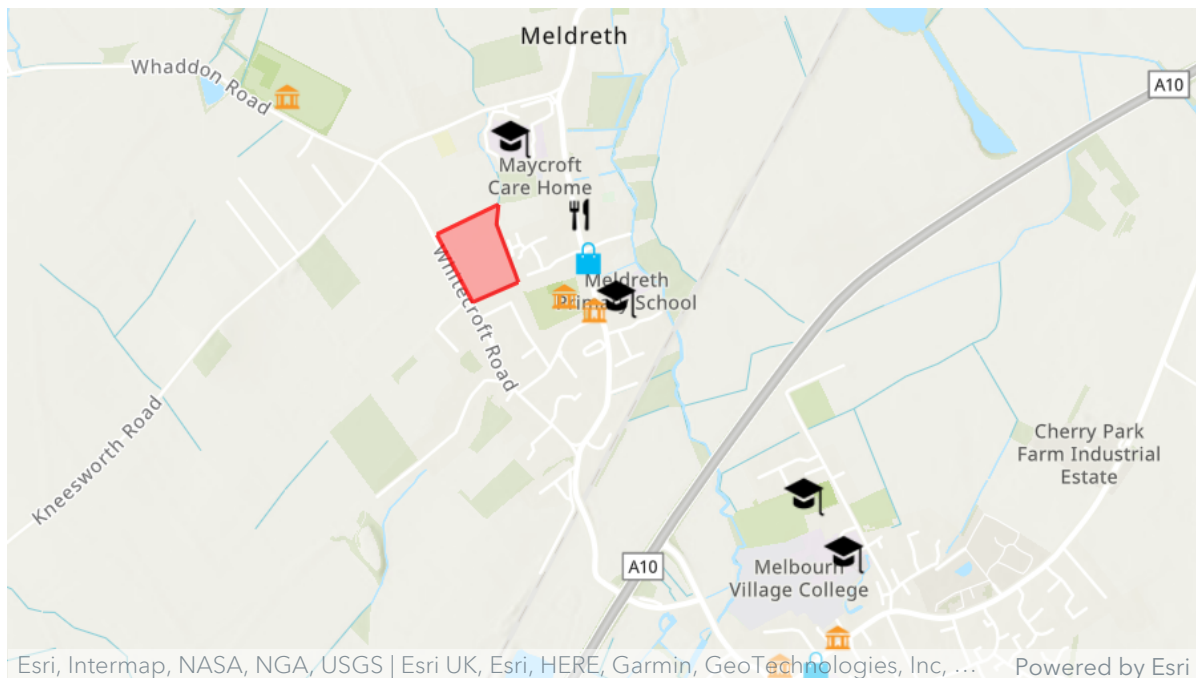 Meldreth
Whaddon Road
A10
Maycroft
Care Home
Whitecroft Road
Meldreth
Primary School
Kneesworth Road
Cherry Park
Farm Industrial
Estate
A10
Melbourn
Village College
Esri, Intermap, NASA, NGA, USGS | Esri UK, Esri, HERE, Garmin, GeoTechnologies, Inc, ...
Powered by Esri